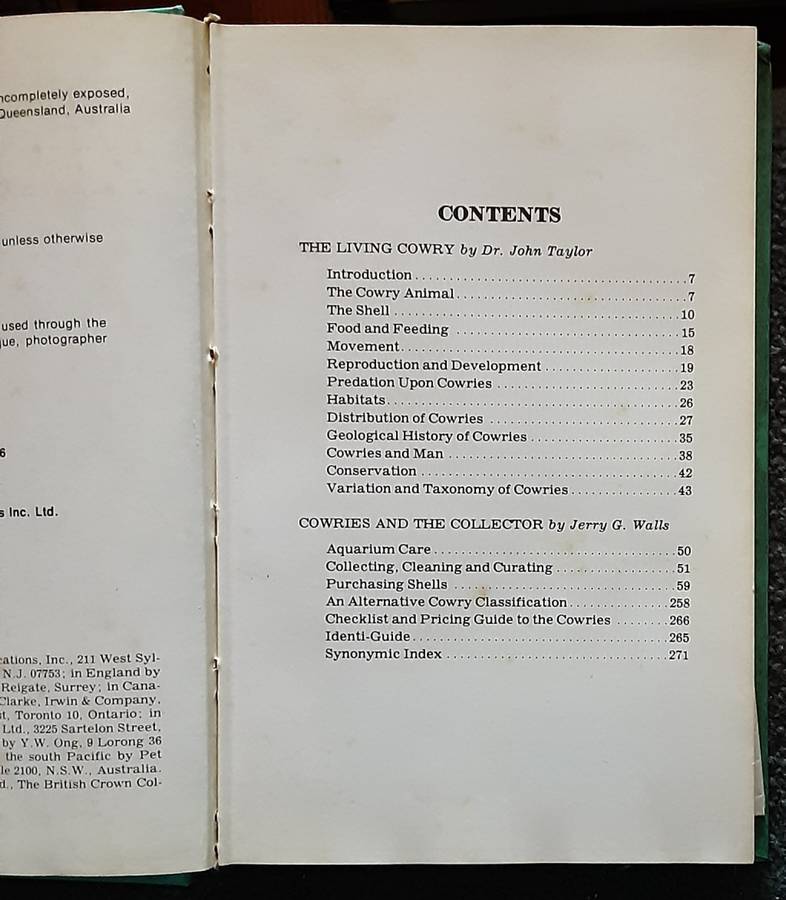 ncompletely exposed,
Queensland, Australia
unless otherwise
used through the
ue, photographer
6
s Inc. Ltd.
ations, Inc., 211 West Syl-
N.J. 07753; in England by
Reigate, Surrey; in Cana-
Clarke, Irwin & Company,
t, Toronto 10, Ontario; in
Ltd., 3225 Sartelon Street,
by Y.W. Ong, 9 Lorong 36
the south Pacific by Pet
le 2100, N.S.W., Australia.
d., The British Crown Col-
CONTENTS
THE LIVING COWRY by Dr. John Taylor
Introduction 7
The Cowry Animal 7
The Shell 10
Food and Feeding 15
Movement 18
Reproduction and Development 19
Predation Upon Cowries 23
Habitats 26
Distribution of Cowries 27
Geological History of Cowries 35
Cowries and Man 38
Conservation 42
Variation and Taxonomy of Cowries 43
COWRIES AND THE COLLECTOR by Jerry G. Walls
Aquarium Care 50
Collecting, Cleaning and Curating 51
Purchasing Shells 59
An Alternative Cowry Classification 258
Checklist and Pricing Guide to the Cowries 266
Identi-Guide 265
Synonymic Index 271